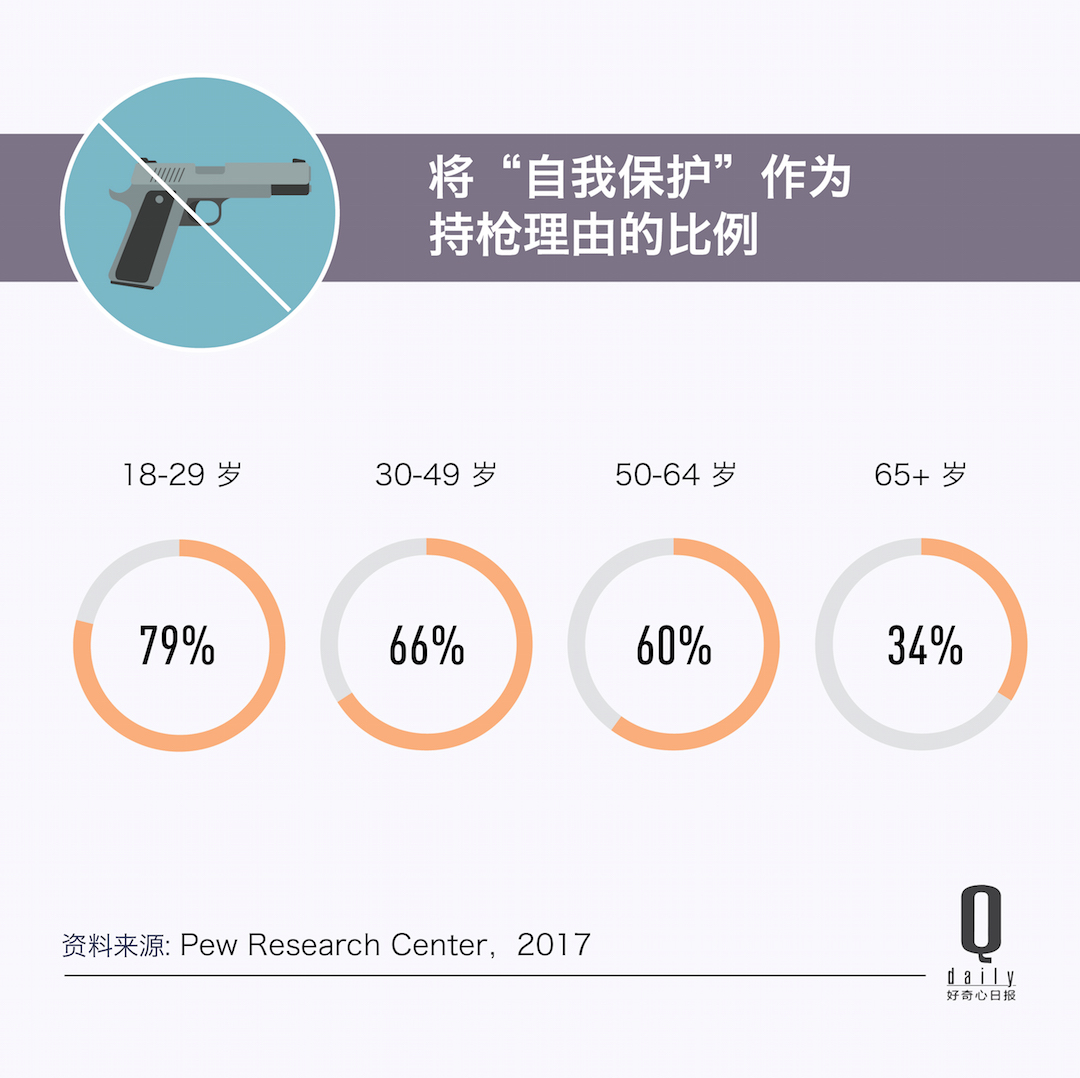 将“自我保护”作为
持枪理由的比例
18-29 岁
30-49 岁
50-64 岁
65+ 岁
79%
66%
60%
34%
资料来源: Pew Research Center，2017
Q
daily
好奇心日报